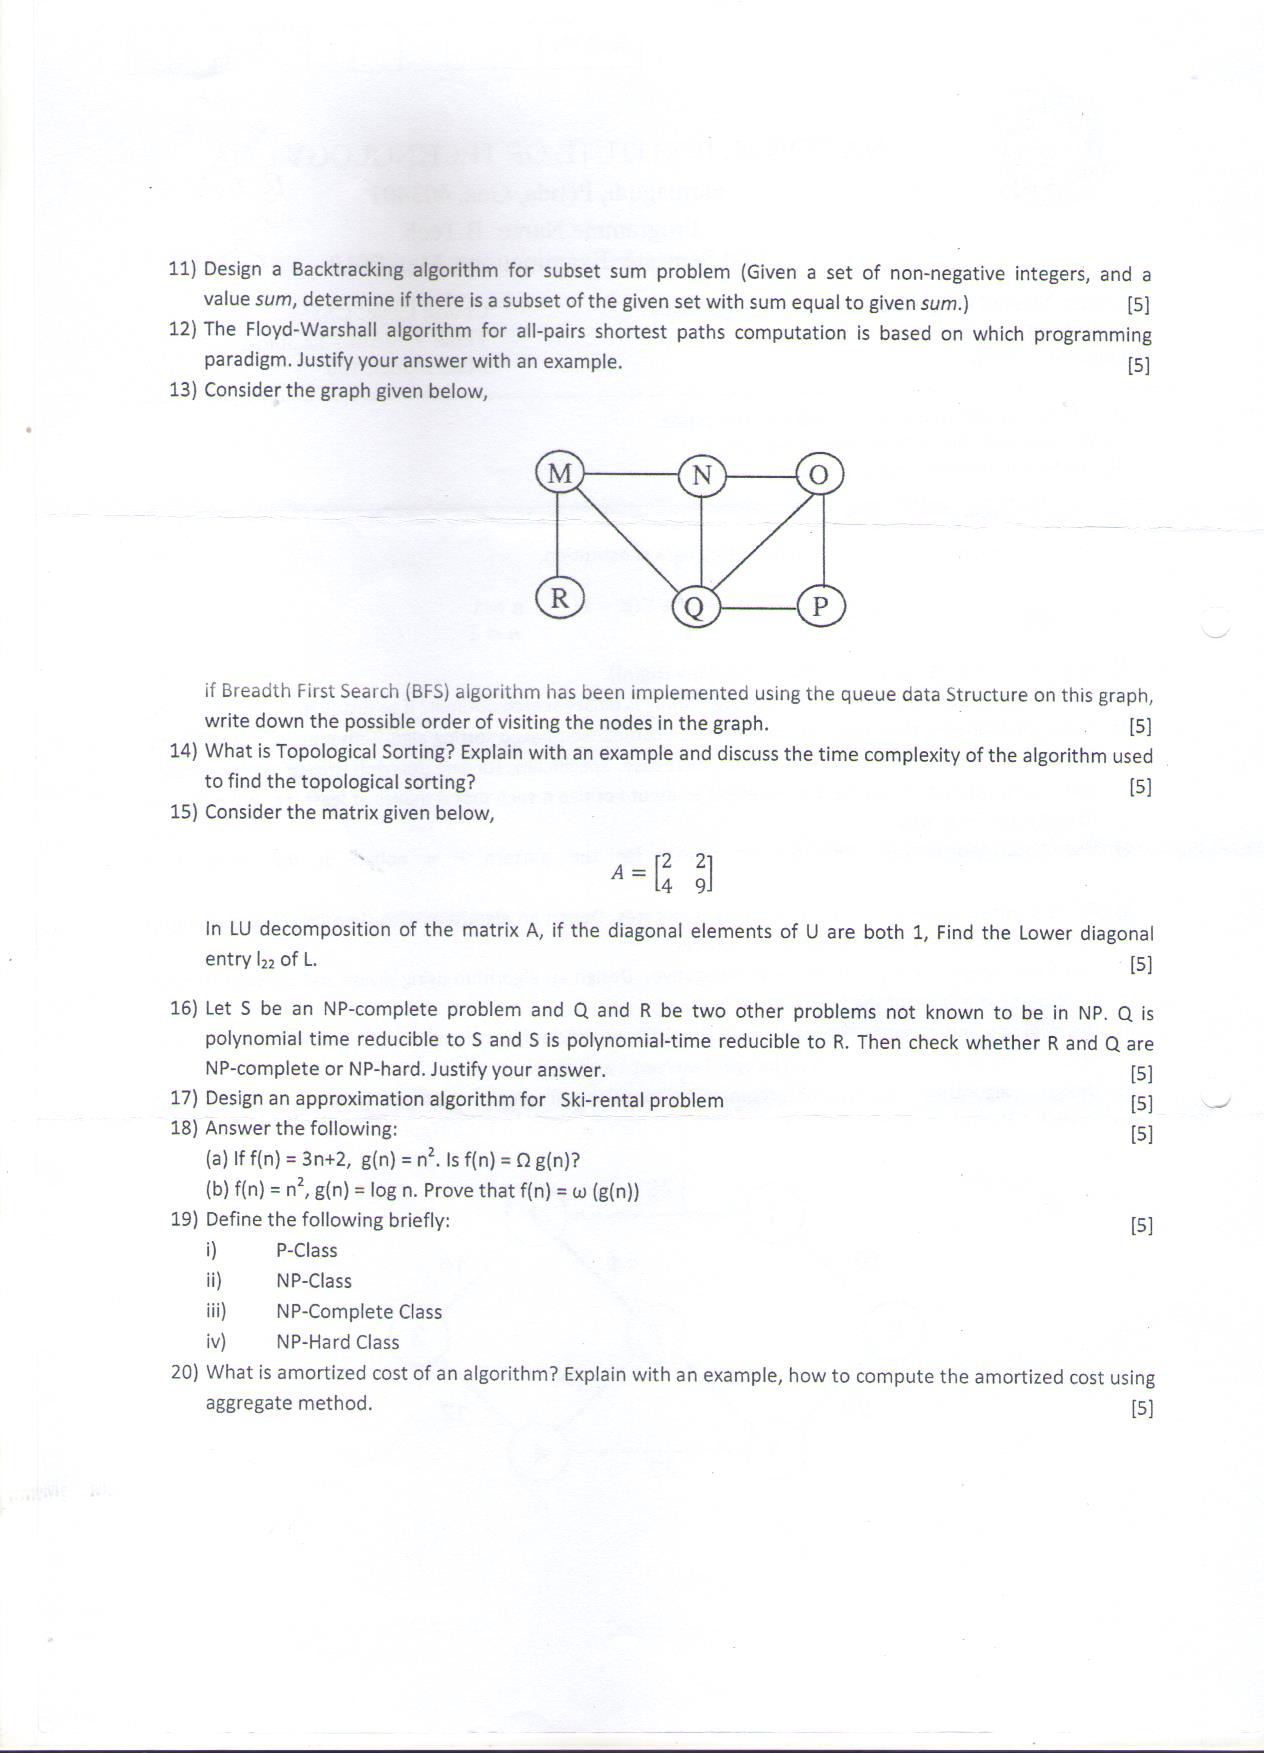 11) Design a Backtracking algorithm for subset sum problem (Given a set of non-negative integers, and a
value sum, determine if there is a subset of the given set with sum equal to given sum.) [5]
12) The Floyd-Warshall algorithm for all-pairs shortest paths computation is based on which programming
paradigm. Justify your answer with an example. [5]
13) Consider the graph given below,
M N O
R Q P
if Breadth First Search (BFS) algorithm has been implemented using the queue data Structure on this graph,
write down the possible order of visiting the nodes in the graph. [5]
14) What is Topological Sorting? Explain with an example and discuss the time complexity of the algorithm used
to find the topological sorting? [5]
15) Consider the matrix given below,
A = [2 2
4 9]
In LU decomposition of the matrix A, if the diagonal elements of U are both 1, Find the Lower diagonal
entry l₂₂ of L. [5]
16) Let S be an NP-complete problem and Q and R be two other problems not known to be in NP. Q is
polynomial time reducible to S and S is polynomial-time reducible to R. Then check whether R and Q are
NP-complete or NP-hard. Justify your answer. [5]
17) Design an approximation algorithm for Ski-rental problem [5]
18) Answer the following: [5]
(a) If f(n) = 3n+2, g(n) = n². Is f(n) = Ω g(n)?
(b) f(n) = n², g(n) = log n. Prove that f(n) = ω (g(n))
19) Define the following briefly: [5]
i) P-Class
ii) NP-Class
iii) NP-Complete Class
iv) NP-Hard Class
20) What is amortized cost of an algorithm? Explain with an example, how to compute the amortized cost using
aggregate method. [5]